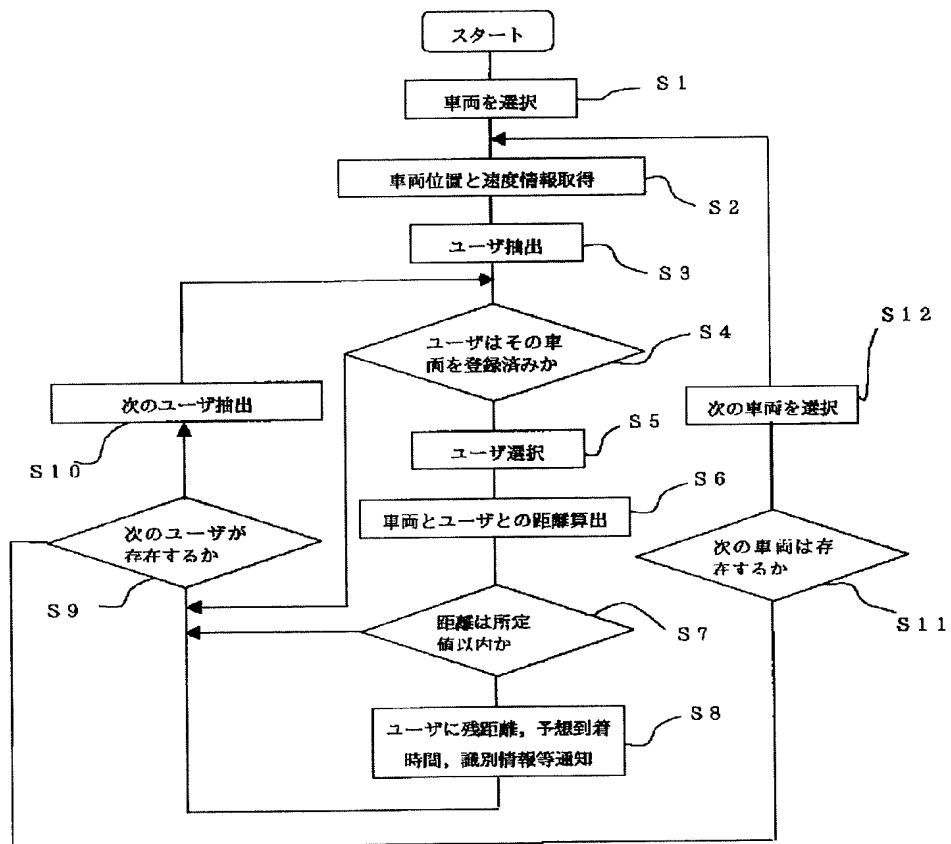 スタート
車両を選択
S1
車両位置と速度情報取得
S2
ユーザ抽出
S3
ユーザはその車
両を登録済みか
S4
ユーザ選択
S5
車両とユーザとの距離算出
S6
距離は所定
値以内か
S7
ユーザに残距離，予想到着
時間，識別情報等通知
S8
次のユーザが
存在するか
S9
次のユーザ抽出
S10
次の車両は存
在するか
S11
次の車両を選択
S12